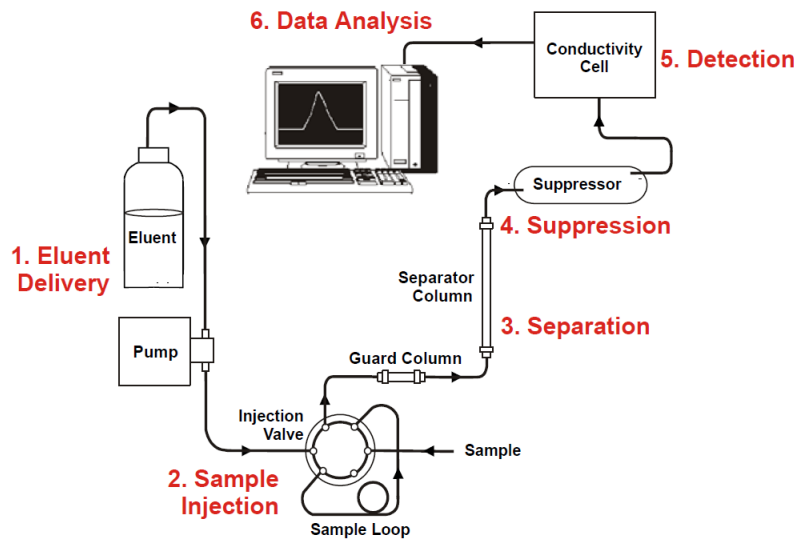 6. Data Analysis
Conductivity
Cell
5. Detection
Suppressor
4. Suppression
Eluent
1. Eluent
Delivery
Separator
Column
3. Separation
Pump
Guard Column
Injection
Valve
Sample
2. Sample
Injection
Sample Loop